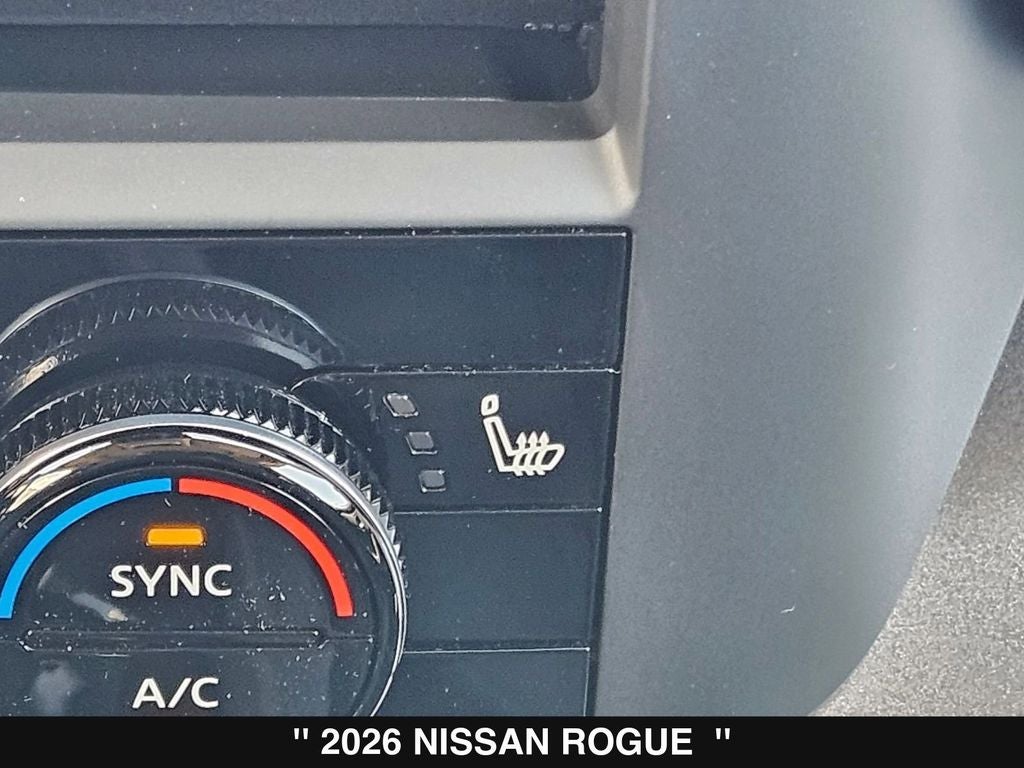 SYNC
A/C
" 2026 NISSAN ROGUE "